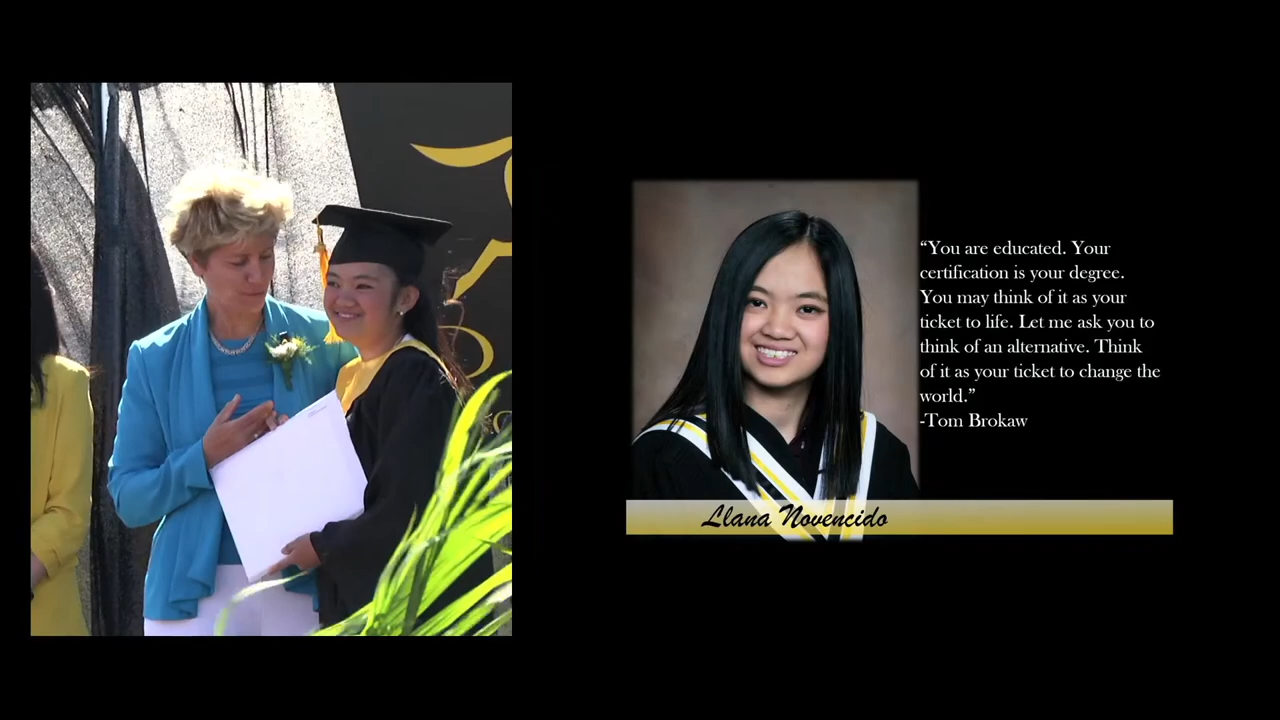 “You are educated. Your
certification is your degree.
You may think of it as your
ticket to life. Let me ask you to
think of an alternative. Think
of it as your ticket to change the
world.”
-Tom Brokaw
Llana Novencido